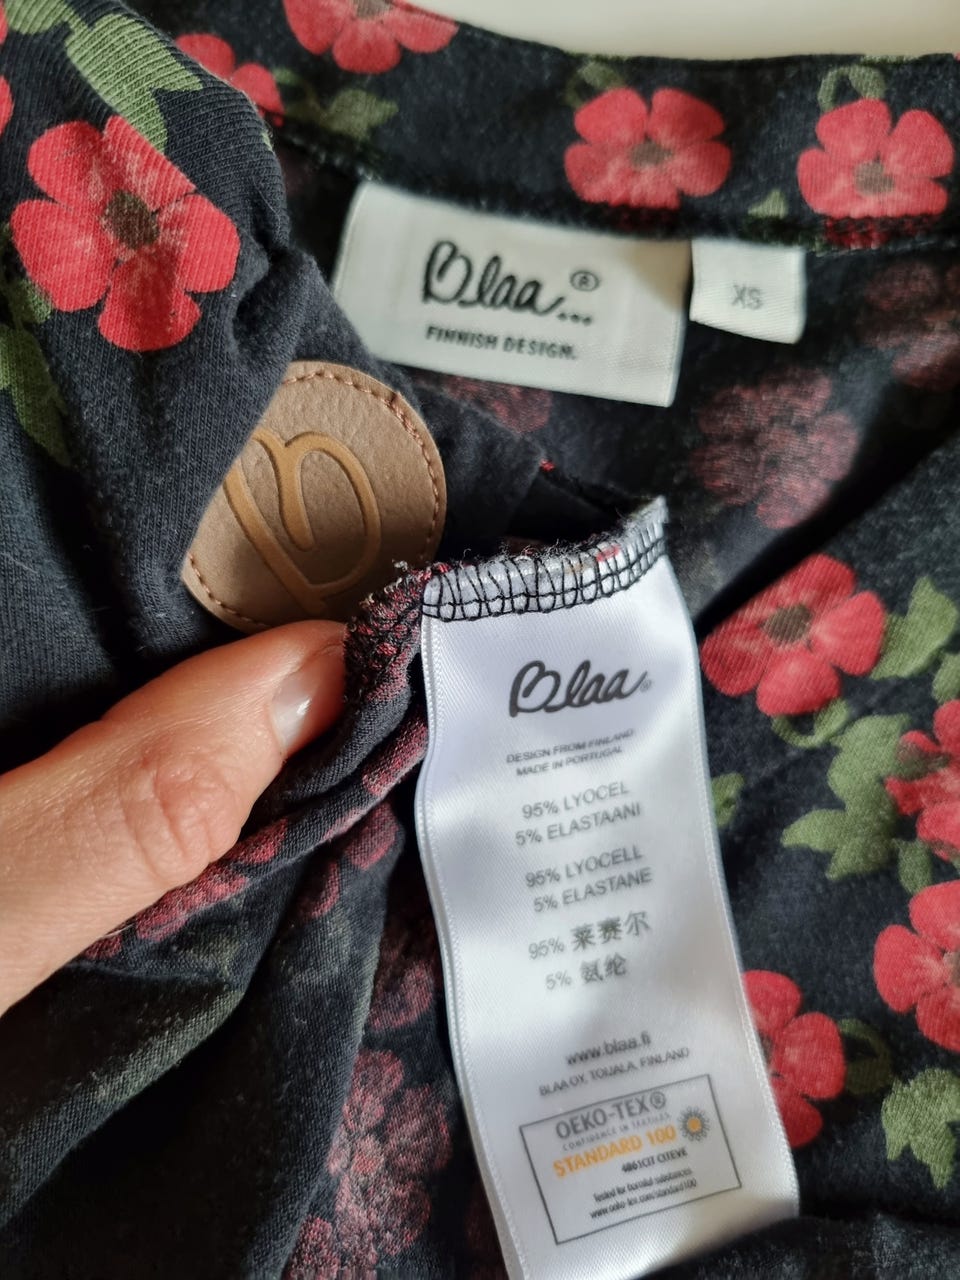 Blaa...®
FINNISH DESIGN.
XS
Blaa®
DESIGN FROM FINLAND
MADE IN PORTUGAL
95% LYOCEL
5% ELASTAANI
95% LYOCELL
5% ELASTANE
95% 莱赛尔
5% 氨纶
www.blaa.fi
BLAA OY, TOIJALA, FINLAND
OEKO-TEX®
CONFIDENCE IN TEXTILES
STANDARD 100
4861CIT CITEVE
Tested for harmful substances
www.oeko-tex.com/standard100